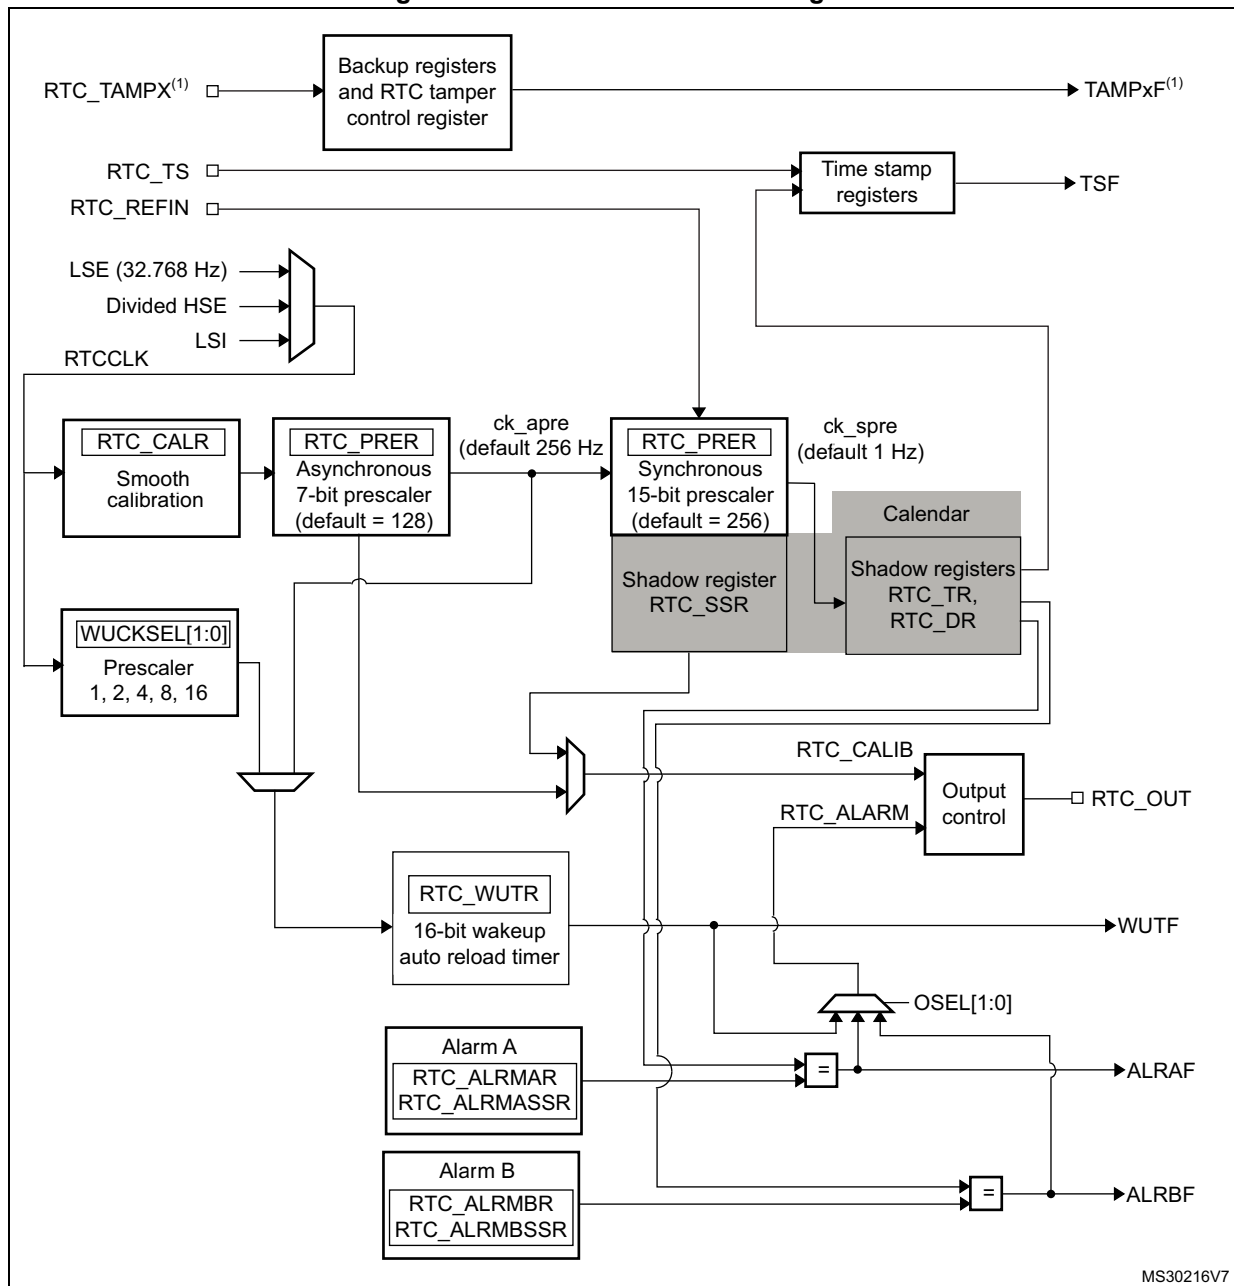 Backup registers
and RTC tamper
control register
RTC_TAMPX(1)
TAMPxF(1)
RTC_TS
Time stamp
registers
TSF
RTC_REFIN
LSE (32.768 Hz)
Divided HSE
LSI
RTCCLK
ck_apre
(default 256 Hz
ck_spre
(default 1 Hz)
RTC_CALR
Smooth
calibration
RTC_PRER
Asynchronous
7-bit prescaler
(default = 128)
RTC_PRER
Synchronous
15-bit prescaler
(default = 256)
Calendar
Shadow register
RTC_SSR
Shadow registers
RTC_TR,
RTC_DR
WUCKSEL[1:0]
Prescaler
1, 2, 4, 8, 16
RTC_CALIB
RTC_ALARM
Output
control
RTC_OUT
RTC_WUTR
16-bit wakeup
auto reload timer
WUTF
OSEL[1:0]
Alarm A
RTC_ALRMAR
RTC_ALRMASSR
=
ALRAF
Alarm B
RTC_ALRMBR
RTC_ALRMBSSR
=
ALRBF
MS30216V7